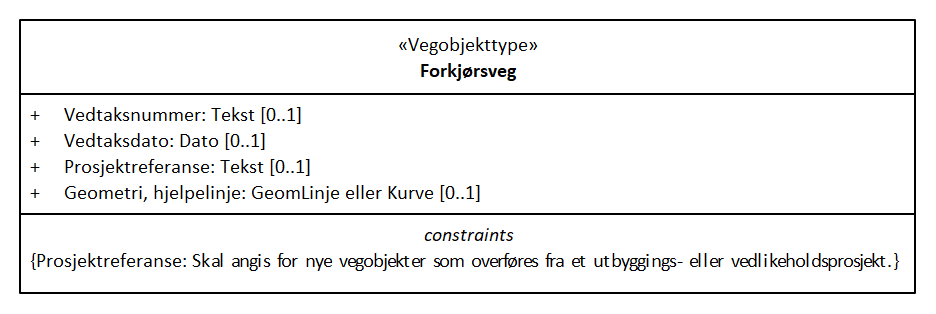 «Vegobjekttype»
Forkjørsveg
+ Vedtaksnummer: Tekst [0..1]
+ Vedtaksdato: Dato [0..1]
+ Prosjektreferanse: Tekst [0..1]
+ Geometri, hjelpelinje: GeomLinje eller Kurve [0..1]
constraints
{Prosjektreferanse: Skal angis for nye vegobjekter som overføres fra et utbyggings- eller vedlikeholdsprosjekt.}